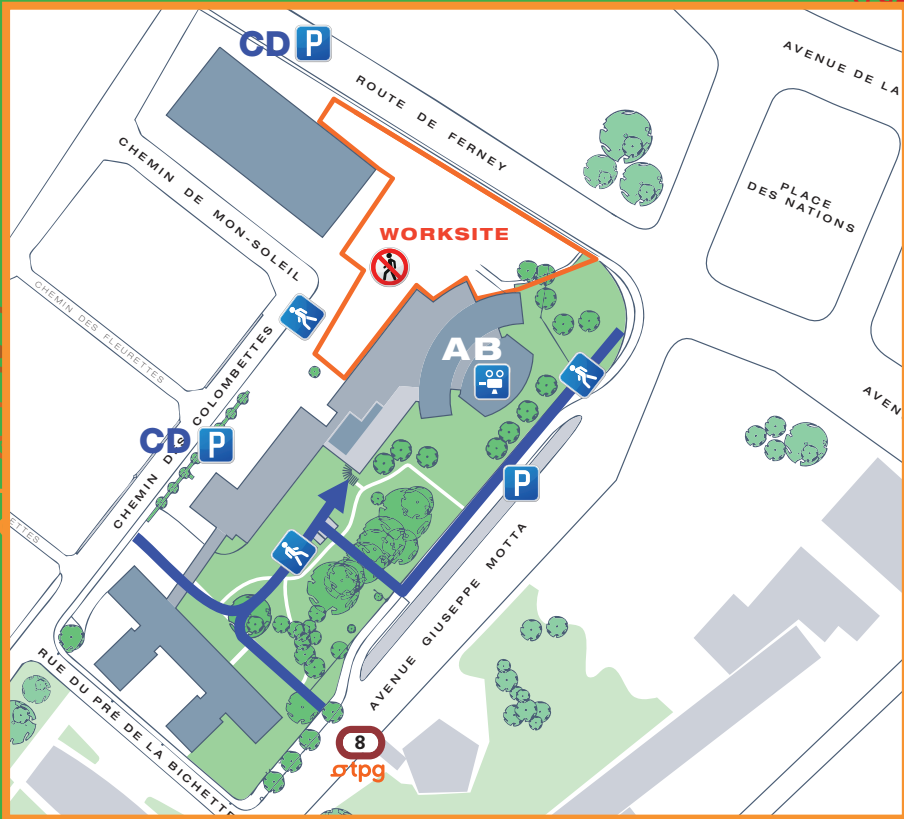 CD P
ROUTE DE FERNEY
AVENUE DE LA
CHEMIN DE MON-SOLEIL
PLACE
DES NATIONS
WORKSITE
CHEMIN DES FLEURETTES
AB
CHEMIN DES COLOMBETTES
AVEN
CD P
P
ETTES
AVENUE GIUSEPPE MOTTA
RUE DU PRÉ DE LA BICHETTE
8
tpg